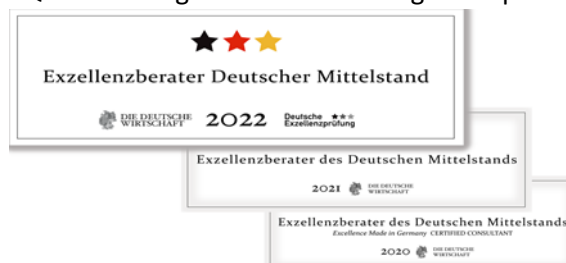 Exzellenzberater Deutscher Mittelstand
DIE DEUTSCHE
WIRTSCHAFT
2022
Deutsche
Exzellenzprüfung
Exzellenzberater des Deutschen Mittelstands
2021
DIE DEUTSCHE
WIRTSCHAFT
Exzellenzberater des Deutschen Mittelstands
Excellence Made in Germany CERTIFIED CONSULTANT
2020
DIE DEUTSCHE
WIRTSCHAFT